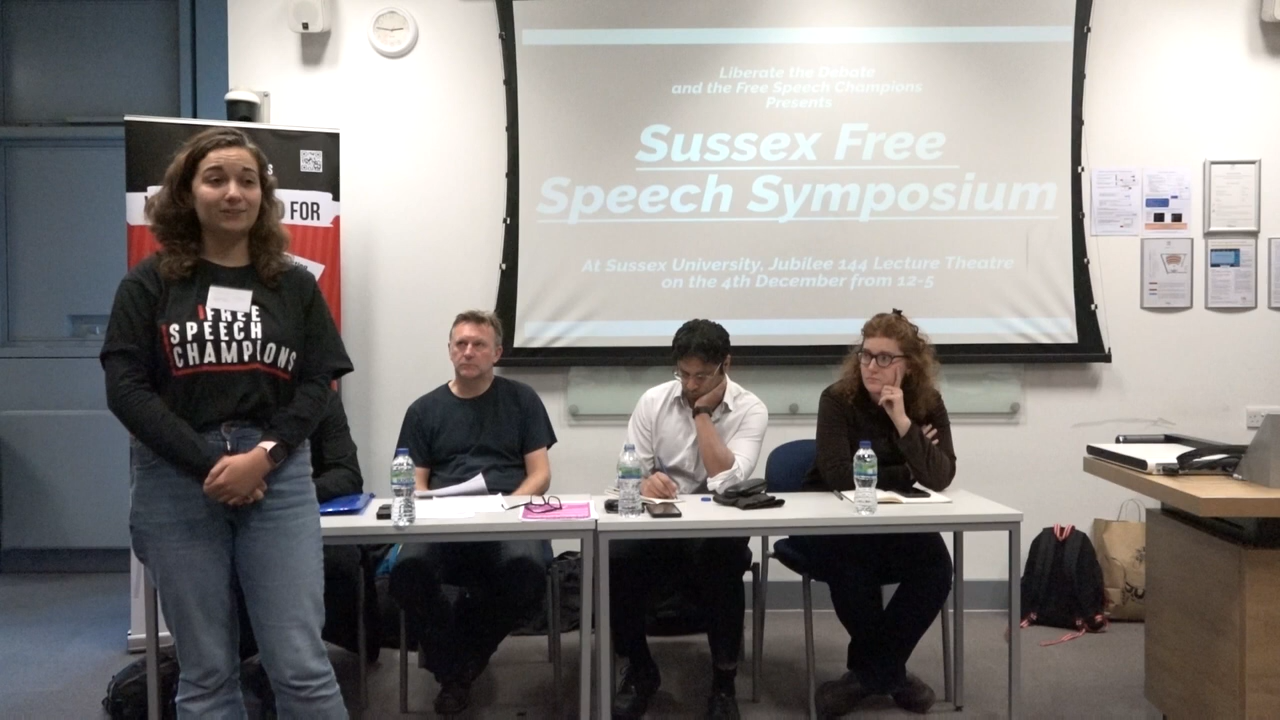 Liberate the Debate
and the Free Speech Champions
Presents
Sussex Free
Speech Symposium
At Sussex University, Jubilee 144 Lecture Theatre
on the 4th December from 12-5
FOR
FREE
SPEECH
CHAMPIONS